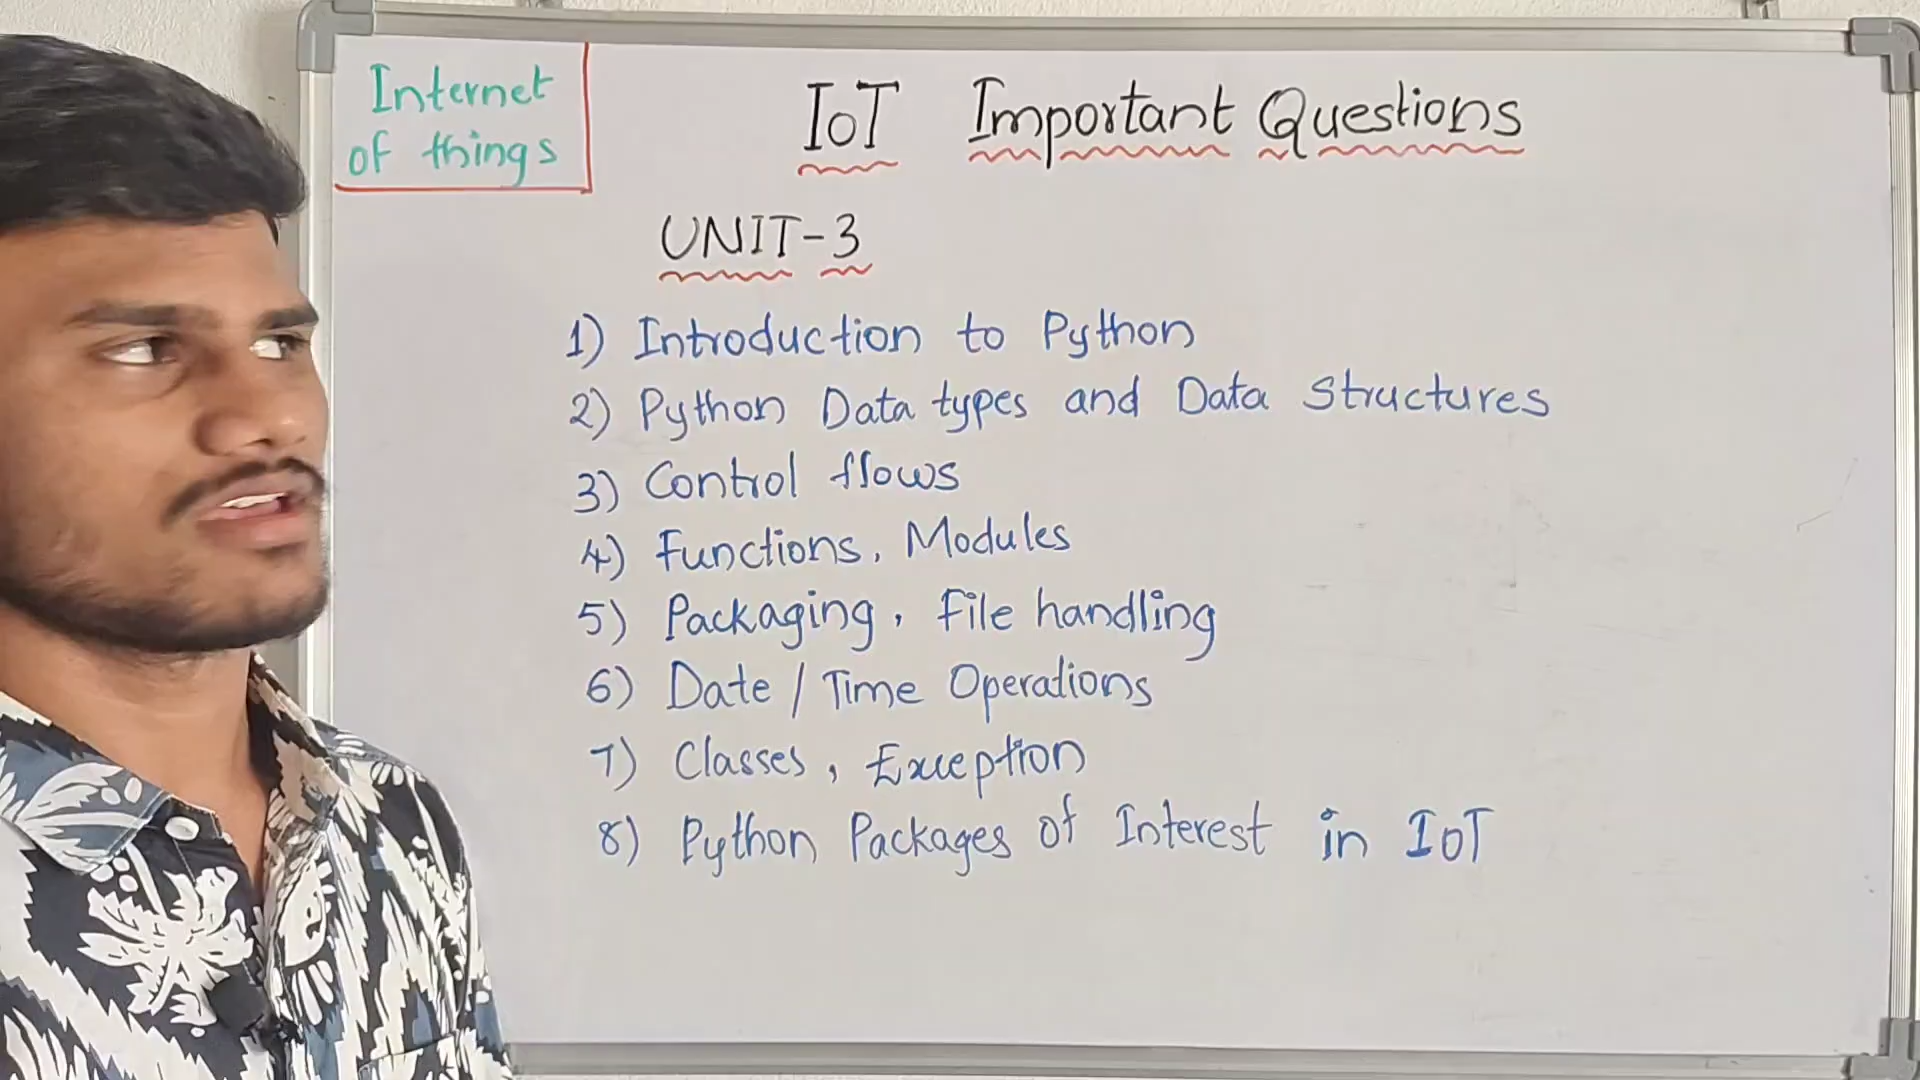 Internet
of things
IoT Important Questions
UNIT-3
1) Introduction to Python
2) Python Data types and Data Structures
3) Control flows
4) Functions, Modules
5) Packaging, File handling
6) Date / Time Operations
7) Classes, Exception
8) Python Packages of Interest in IoT